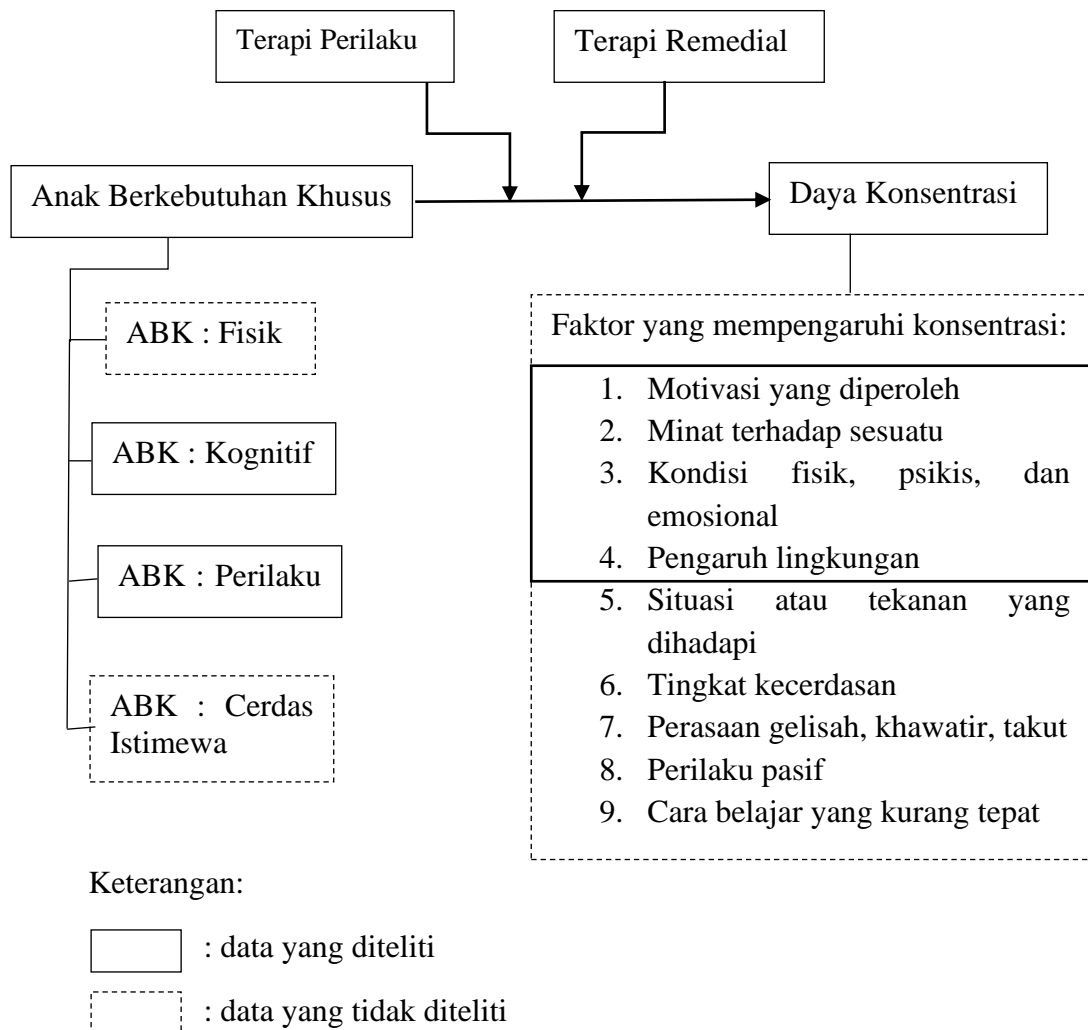 Terapi Perilaku
Terapi Remedial
Anak Berkebutuhan Khusus
Daya Konsentrasi
ABK : Fisik
ABK : Kognitif
ABK : Perilaku
ABK : Cerdas
Istimewa
Faktor yang mempengaruhi konsentrasi:
1. Motivasi yang diperoleh
2. Minat terhadap sesuatu
3. Kondisi fisik, psikis, dan
emosional
4. Pengaruh lingkungan
5. Situasi atau tekanan yang
dihadapi
6. Tingkat kecerdasan
7. Perasaan gelisah, khawatir, takut
8. Perilaku pasif
9. Cara belajar yang kurang tepat
Keterangan:
: data yang diteliti
: data yang tidak diteliti